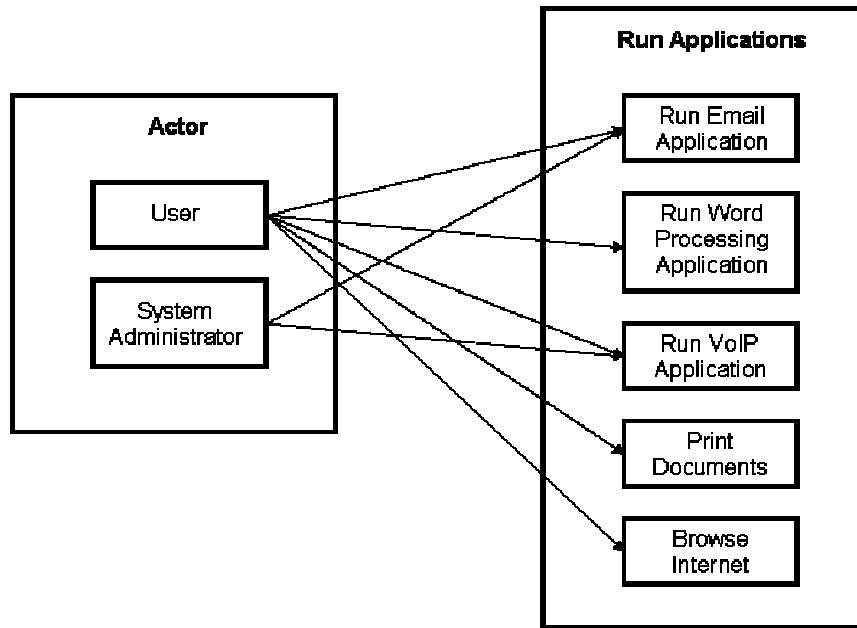 Actor
User
System
Administrator
Run Applications
Run Email
Application
Run Word
Processing
Application
Run VoIP
Application
Print
Documents
Browse
Internet